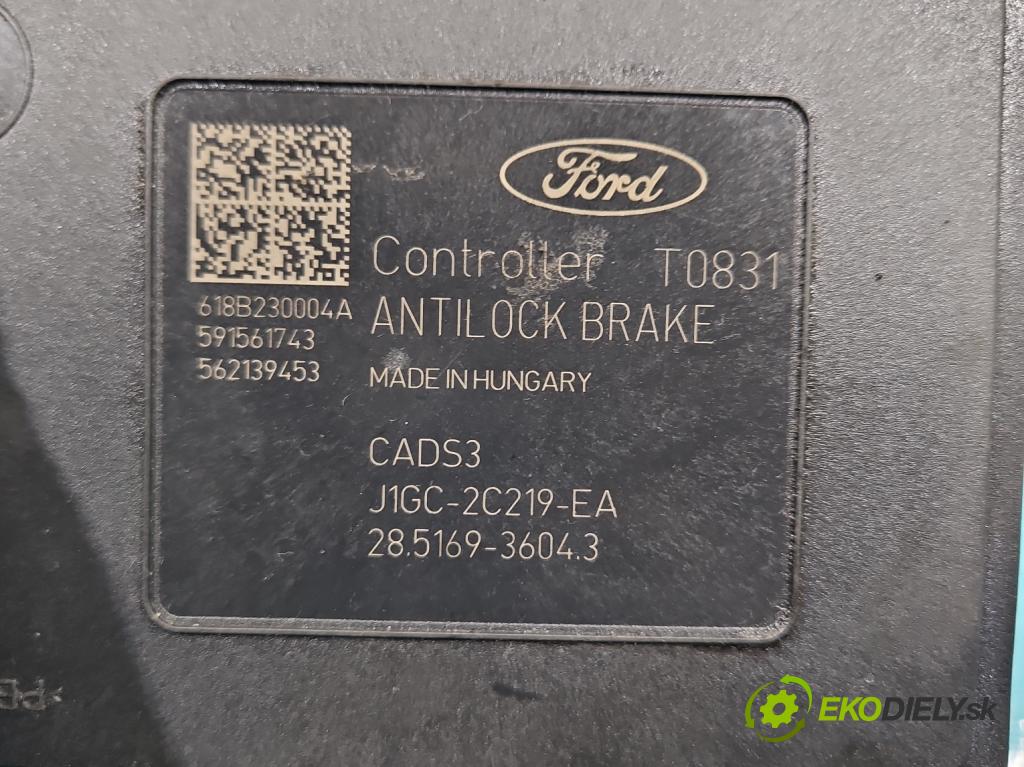 Ford
Controller T0831
ANTILOCK BRAKE
618B230004A
591561743
562139453
MADE IN HUNGARY
CADS3
J1GC-2C219-EA
28.5169-3604.3
EKODIELY.sk